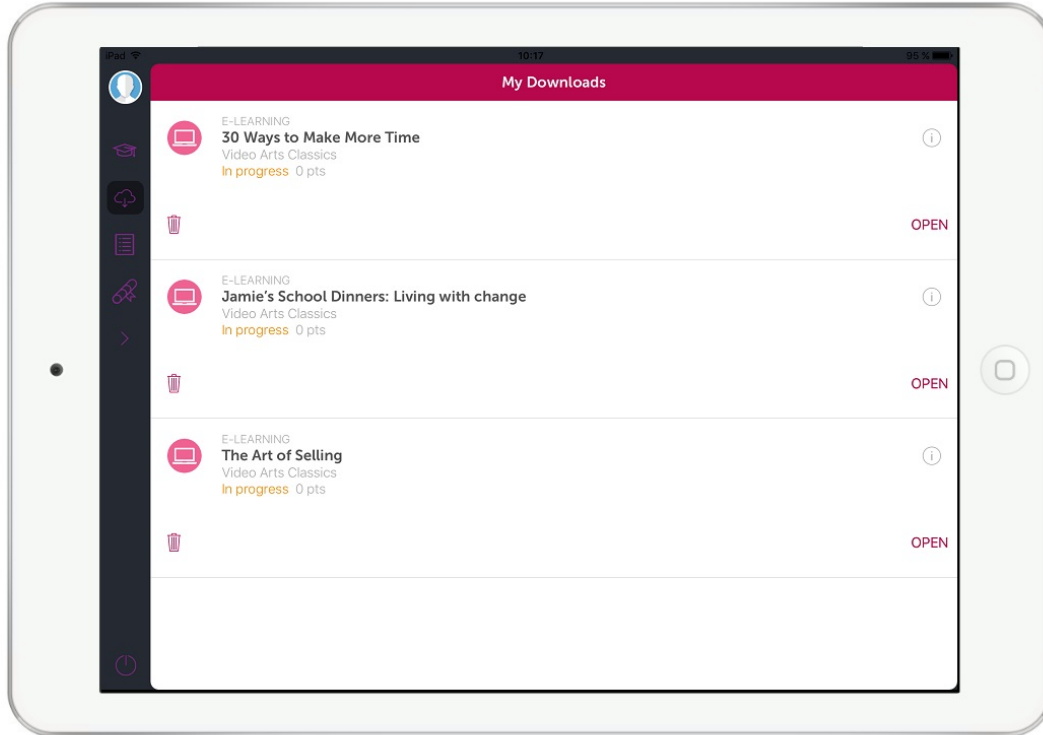 iPad 10:17 95 %
My Downloads
E-LEARNING
30 Ways to Make More Time
Video Arts Classics
In progress 0 pts
OPEN
E-LEARNING
Jamie's School Dinners: Living with change
Video Arts Classics
In progress 0 pts
OPEN
E-LEARNING
The Art of Selling
Video Arts Classics
In progress 0 pts
OPEN